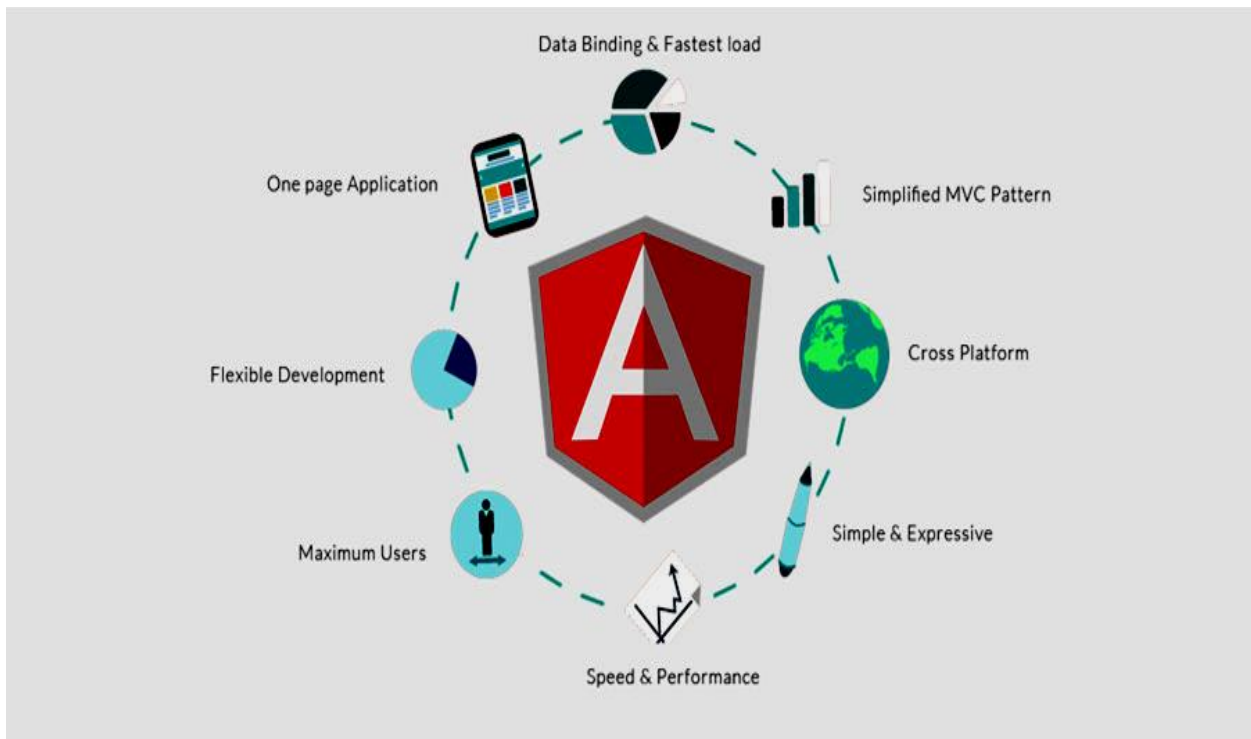 Data Binding & Fastest load
One page Application
Simplified MVC Pattern
Flexible Development
Cross Platform
Maximum Users
Simple & Expressive
Speed & Performance
A